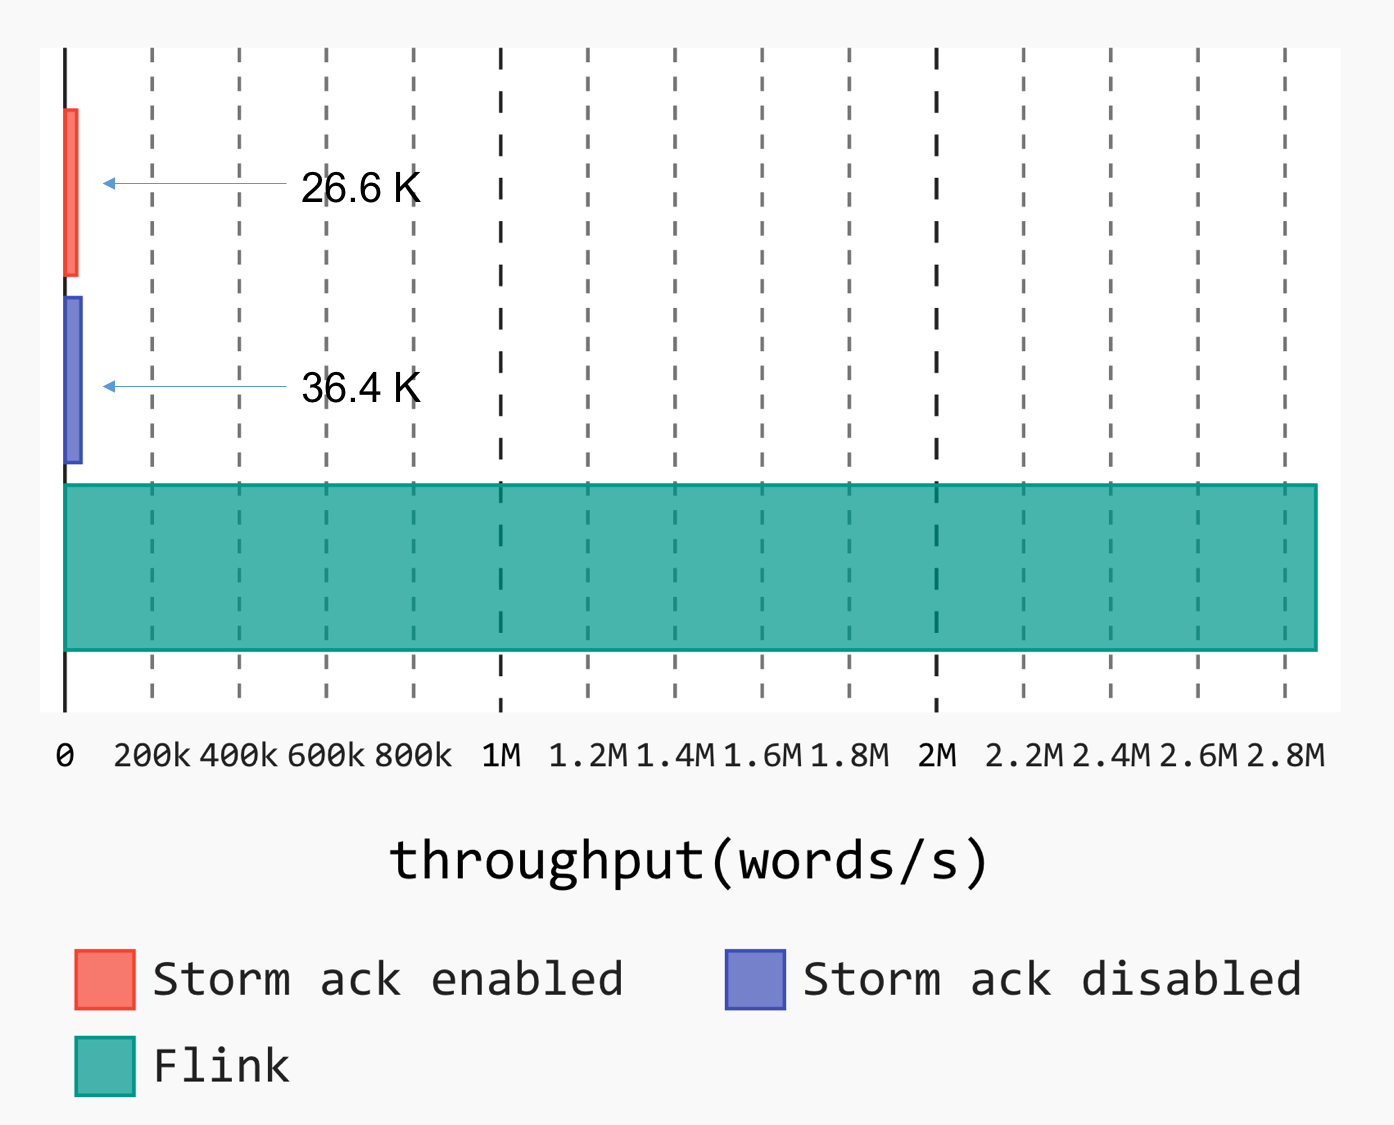 26.6 K
36.4 K
0 200k 400k 600k 800k 1M 1.2M 1.4M 1.6M 1.8M 2M 2.2M 2.4M 2.6M 2.8M
throughput(words/s)
Storm ack enabled Storm ack disabled
Flink